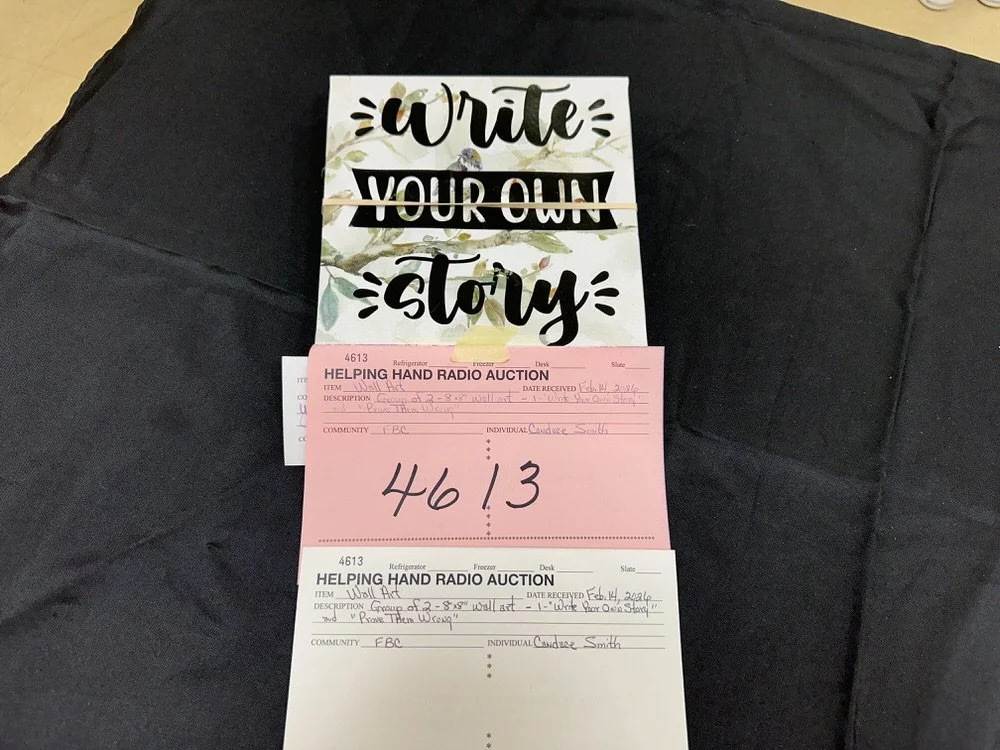 Write
YOUR OWN
story
4613
Refrigerator Freezer Desk Slate
HELPING HAND RADIO AUCTION
ITEM Wall Art DATE RECEIVED Feb. 14, 2026
DESCRIPTION Group of 2 - 8x8" wall art - 1-"Write Your Own Story"
and "Prove Them Wrong"
COMMUNITY FBC INDIVIDUAL Candace Smith
4613
4613
Refrigerator Freezer Desk Slate
HELPING HAND RADIO AUCTION
ITEM Wall Art DATE RECEIVED Feb. 14, 2026
DESCRIPTION Group of 2 - 8x8" wall art - 1-"Write Your Own Story"
and "Prove Them Wrong"
COMMUNITY FBC INDIVIDUAL Candace Smith